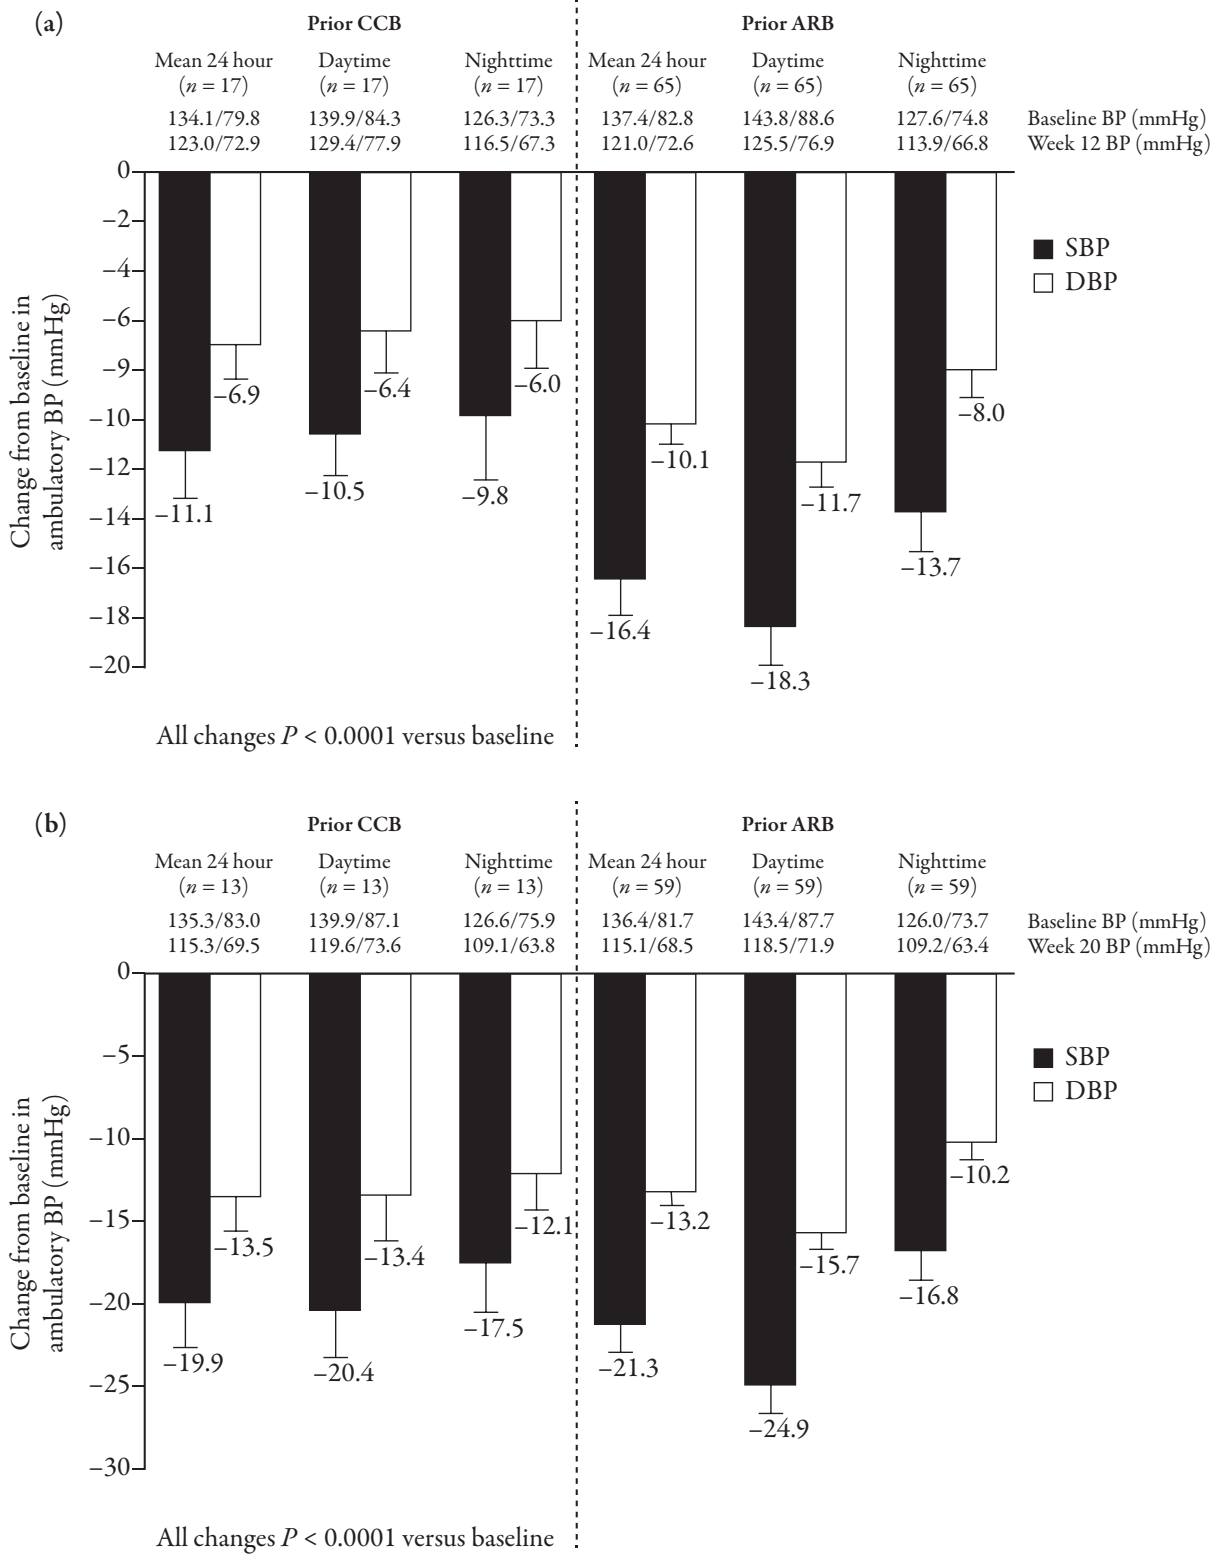 (a)
Prior CCB Prior ARB
Mean 24 hour Daytime Nighttime Mean 24 hour Daytime Nighttime
(n = 17) (n = 17) (n = 17) (n = 65) (n = 65) (n = 65)
134.1/79.8 139.9/84.3 126.3/73.3 137.4/82.8 143.8/88.6 127.6/74.8 Baseline BP (mmHg)
123.0/72.9 129.4/77.9 116.5/67.3 121.0/72.6 125.5/76.9 113.9/66.8 Week 12 BP (mmHg)
0
–2
–4
–6
–9
–10
–12
–14
–16
–18
–20
Change from baseline in
ambulatory BP (mmHg)
SBP
DBP
–11.1
–6.9
–10.5
–6.4
–9.8
–6.0
–16.4
–10.1
–18.3
–11.7
–13.7
–8.0
All changes P < 0.0001 versus baseline
(b)
Prior CCB Prior ARB
Mean 24 hour Daytime Nighttime Mean 24 hour Daytime Nighttime
(n = 13) (n = 13) (n = 13) (n = 59) (n = 59) (n = 59)
135.3/83.0 139.9/87.1 126.6/75.9 136.4/81.7 143.4/87.7 126.0/73.7 Baseline BP (mmHg)
115.3/69.5 119.6/73.6 109.1/63.8 115.1/68.5 118.5/71.9 109.2/63.4 Week 20 BP (mmHg)
0
–5
–10
–15
–20
–25
–30
Change from baseline in
ambulatory BP (mmHg)
SBP
DBP
–19.9
–13.5
–20.4
–13.4
–17.5
–12.1
–21.3
–13.2
–24.9
–15.7
–16.8
–10.2
All changes P < 0.0001 versus baseline